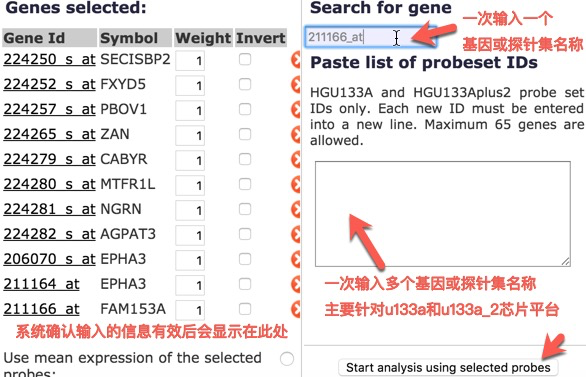 Genes selected:
Gene Id Symbol Weight Invert
224250_s_at SECISBP2 1
224252_s_at FXYD5 1
224257_s_at PBOV1 1
224265_s_at ZAN 1
224279_s_at CABYR 1
224280_s_at MTFR1L 1
224281_s_at NGRN 1
224282_s_at AGPAT3 1
206070_s_at EPHA3 1
211164_at EPHA3 1
211166_at FAM153A 1
系统确认输入的信息有效后会显示在此处
Use mean expression of the selected
probes:
Search for gene
211166_at
一次输入一个
基因或探针集名称
Paste list of probeset IDs
HGU133A and HGU133Aplus2 probe set
IDs only. Each new ID must be entered
into a new line. Maximum 65 genes are
allowed.
一次输入多个基因或探针集名称
主要针对u133a和u133a_2芯片平台
Start analysis using selected probes